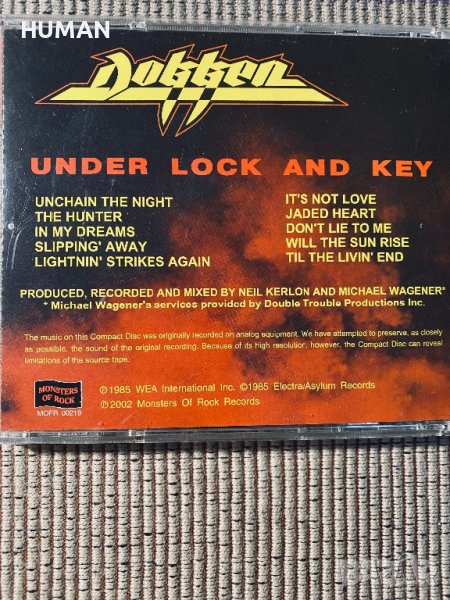 HUMAN
Dokken
UNDER LOCK AND KEY
UNCHAIN THE NIGHT
THE HUNTER
IN MY DREAMS
SLIPPING' AWAY
LIGHTNIN' STRIKES AGAIN
IT'S NOT LOVE
JADED HEART
DON'T LIE TO ME
WILL THE SUN RISE
TIL THE LIVIN' END
PRODUCED, RECORDED AND MIXED BY NEIL KERLON AND MICHAEL WAGENER*
* Michael Wagener's services provided by Double Trouble Productions Inc.
The music on this Compact Disc was originally recorded on analog equipment. We have attempted to preserve, as closely
as possible, the sound of the original recording. Because of its high resolution, however, the Compact Disc can reveal
limitations of the source tape.
MONSTERS
OF ROCK
MOFR 00219
℗1985 WEA International Inc. ©1985 Electra/Asylum Records
℗2002 Monsters Of Rock Records